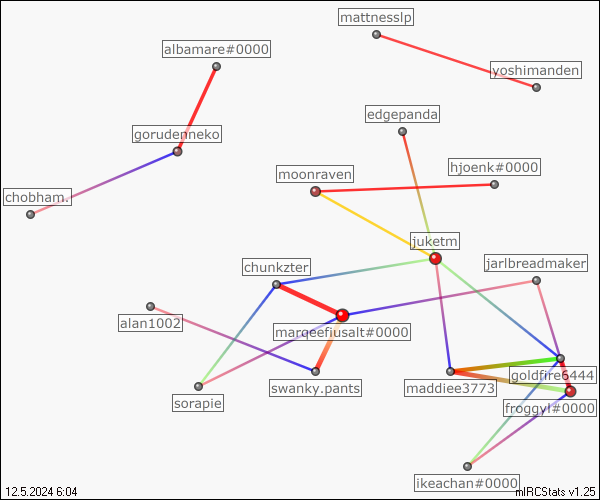 mattnesslp
albamare#0000
yoshimanden
edgepanda
gorudenneko
hjoenk#0000
moonraven
chobham.
juketm
chunkzter
jarlbreadmaker
alan1002
marqeefiusalt#0000
goldfire6444
swanky.pants
maddiee3773
sorapie
froggyl#0000
ikeachan#0000
12.5.2024 6:04
mIRCStats v1.25